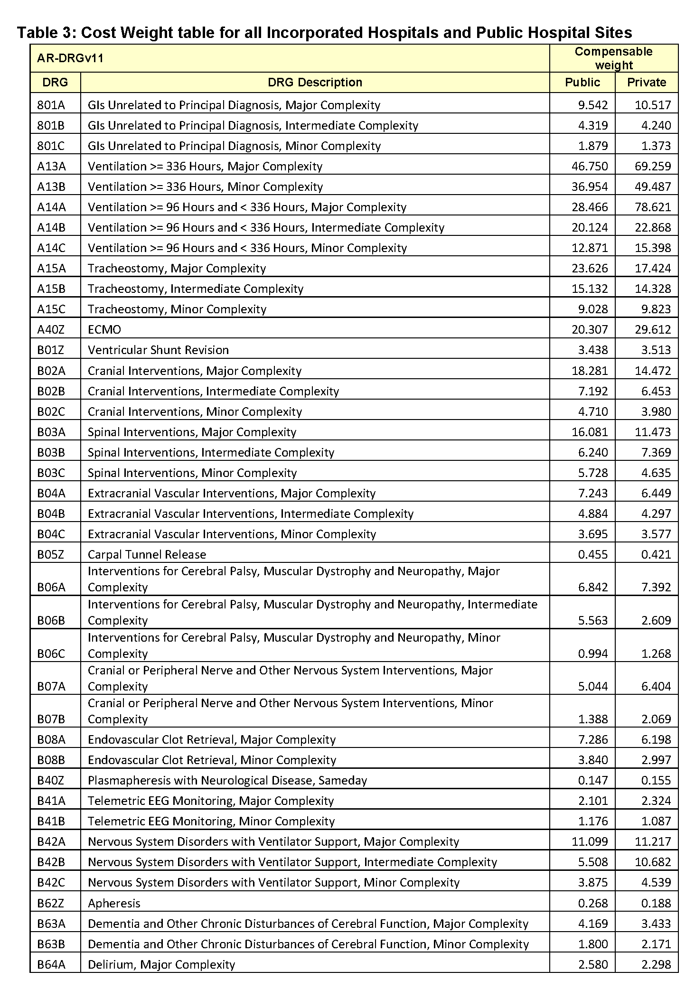 Table 3: Cost Weight table for all Incorporated Hospitals and Public Hospital Sites
AR-DRGv11 Compensable
weight
DRG DRG Description Public Private
801A GIs Unrelated to Principal Diagnosis, Major Complexity 9.542 10.517
801B GIs Unrelated to Principal Diagnosis, Intermediate Complexity 4.319 4.240
801C GIs Unrelated to Principal Diagnosis, Minor Complexity 1.879 1.373
A13A Ventilation >= 336 Hours, Major Complexity 46.750 69.259
A13B Ventilation >= 336 Hours, Minor Complexity 36.954 49.487
A14A Ventilation >= 96 Hours and < 336 Hours, Major Complexity 28.466 78.621
A14B Ventilation >= 96 Hours and < 336 Hours, Intermediate Complexity 20.124 22.868
A14C Ventilation >= 96 Hours and < 336 Hours, Minor Complexity 12.871 15.398
A15A Tracheostomy, Major Complexity 23.626 17.424
A15B Tracheostomy, Intermediate Complexity 15.132 14.328
A15C Tracheostomy, Minor Complexity 9.028 9.823
A40Z ECMO 20.307 29.612
B01Z Ventricular Shunt Revision 3.438 3.513
B02A Cranial Interventions, Major Complexity 18.281 14.472
B02B Cranial Interventions, Intermediate Complexity 7.192 6.453
B02C Cranial Interventions, Minor Complexity 4.710 3.980
B03A Spinal Interventions, Major Complexity 16.081 11.473
B03B Spinal Interventions, Intermediate Complexity 6.240 7.369
B03C Spinal Interventions, Minor Complexity 5.728 4.635
B04A Extracranial Vascular Interventions, Major Complexity 7.243 6.449
B04B Extracranial Vascular Interventions, Intermediate Complexity 4.884 4.297
B04C Extracranial Vascular Interventions, Minor Complexity 3.695 3.577
B05Z Carpal Tunnel Release 0.455 0.421
Interventions for Cerebral Palsy, Muscular Dystrophy and Neuropathy, Major
B06A Complexity 6.842 7.392
Interventions for Cerebral Palsy, Muscular Dystrophy and Neuropathy, Intermediate
B06B Complexity 5.563 2.609
Interventions for Cerebral Palsy, Muscular Dystrophy and Neuropathy, Minor
B06C Complexity 0.994 1.268
Cranial or Peripheral Nerve and Other Nervous System Interventions, Major
B07A Complexity 5.044 6.404
Cranial or Peripheral Nerve and Other Nervous System Interventions, Minor
B07B Complexity 1.388 2.069
B08A Endovascular Clot Retrieval, Major Complexity 7.286 6.198
B08B Endovascular Clot Retrieval, Minor Complexity 3.840 2.997
B40Z Plasmapheresis with Neurological Disease, Sameday 0.147 0.155
B41A Telemetric EEG Monitoring, Major Complexity 2.101 2.324
B41B Telemetric EEG Monitoring, Minor Complexity 1.176 1.087
B42A Nervous System Disorders with Ventilator Support, Major Complexity 11.099 11.217
B42B Nervous System Disorders with Ventilator Support, Intermediate Complexity 5.508 10.682
B42C Nervous System Disorders with Ventilator Support, Minor Complexity 3.875 4.539
B62Z Apheresis 0.268 0.188
B63A Dementia and Other Chronic Disturbances of Cerebral Function, Major Complexity 4.169 3.433
B63B Dementia and Other Chronic Disturbances of Cerebral Function, Minor Complexity 1.800 2.171
B64A Delirium, Major Complexity 2.580 2.298